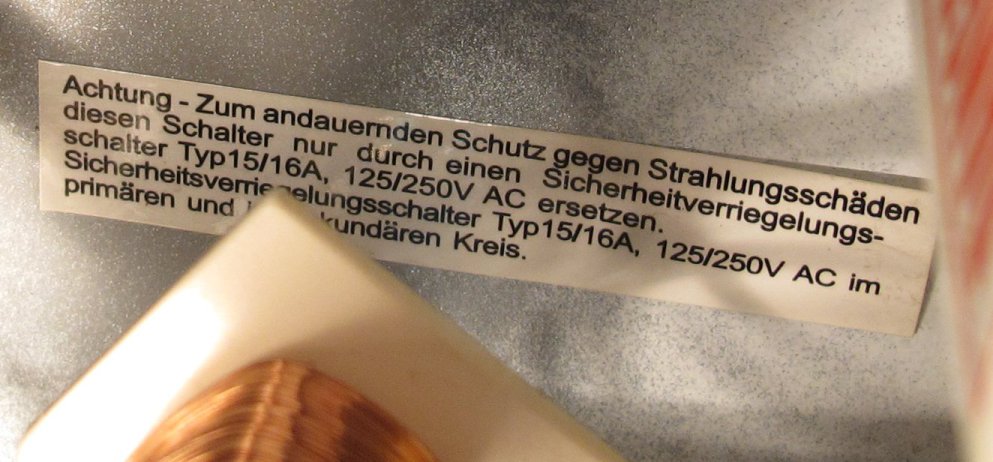 Achtung - Zum andauernden Schutz gegen Strahlungsschäden
diesen Schalter nur durch einen Sicherheitverriegelungs-
schalter Typ15/16A, 125/250V AC ersetzen.
Sicherheitsverriegelungsschalter Typ15/16A, 125/250V AC im
primären und kundären Kreis.